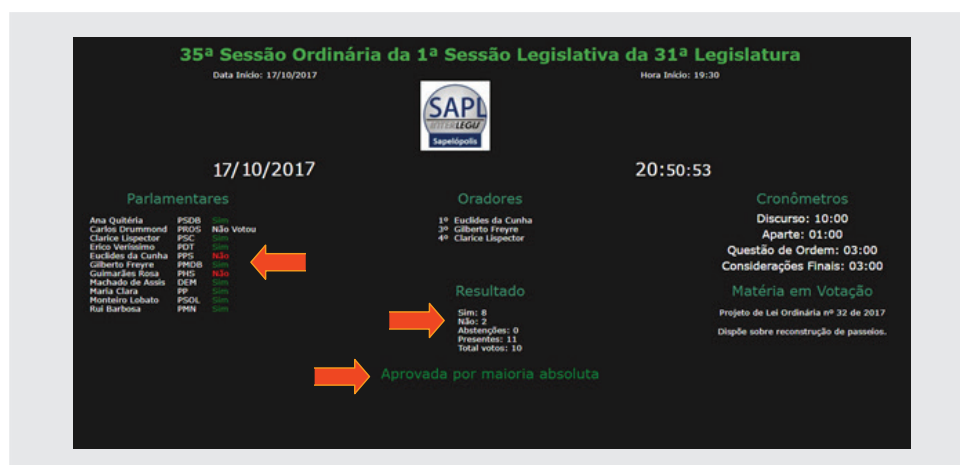 35ª Sessão Ordinária da 1ª Sessão Legislativa da 31ª Legislatura
Data Início: 17/10/2017
Hora Início: 19:30
SAPL
INTERLEGIS
Sapelópolis
17/10/2017
20:50:53
Parlamentares
Ana Quitéria PSDB Sim
Carlos Drummond PROS Não Votou
Clarice Lispector PSC Sim
Erico Verissimo PDT Sim
Euclides da Cunha PPS Não
Gilberto Freyre PMDB Sim
Guimarães Rosa PHS Não
Machado de Assis DEM Sim
Maria Clara PP Sim
Monteiro Lobato PSOL Sim
Rui Barbosa PMN Sim
Oradores
1º Euclides da Cunha
3º Gilberto Freyre
4º Clarice Lispector
Resultado
Sim: 8
Não: 2
Abstenções: 0
Presentes: 11
Total votos: 10
Aprovada por maioria absoluta
Cronômetros
Discurso: 10:00
Aparte: 01:00
Questão de Ordem: 03:00
Considerações Finais: 03:00
Matéria em Votação
Projeto de Lei Ordinária nº 32 de 2017
Dispõe sobre reconstrução de passeios.